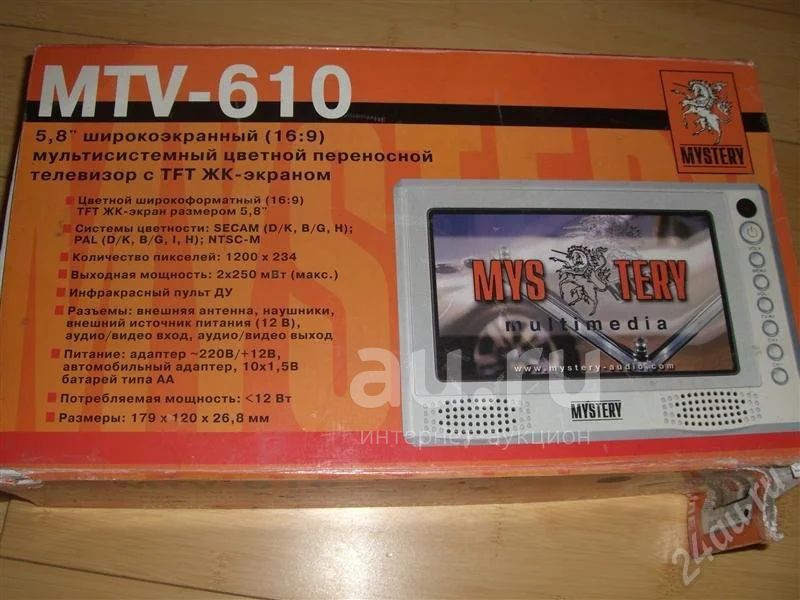 MTV-610
5,8" широкоэкранный (16:9)
мультисистемный цветной переносной
телевизор с TFT ЖК-экраном
Цветной широкоформатный (16:9)
TFT ЖК-экран размером 5,8"
Системы цветности: SECAM (D/K, B/G, H);
PAL (D/K, B/G, I, H); NTSC-M
Количество пикселей: 1200 x 234
Выходная мощность: 2x250 мВт (макс.)
Инфракрасный пульт ДУ
Разъемы: внешняя антенна, наушники,
внешний источник питания (12 В),
аудио/видео вход, аудио/видео выход
Питание: адаптер ~220В/+12В,
автомобильный адаптер, 10x1,5В
батарей типа АА
Потребляемая мощность: <12 Вт
Размеры: 179 x 120 x 26,8 мм
MYSTERY
MYSTERY
multimedia
www.mystery-audio.com
MYSTERY
MYSTERY
au.ru
интернет-аукцион
24au.ru